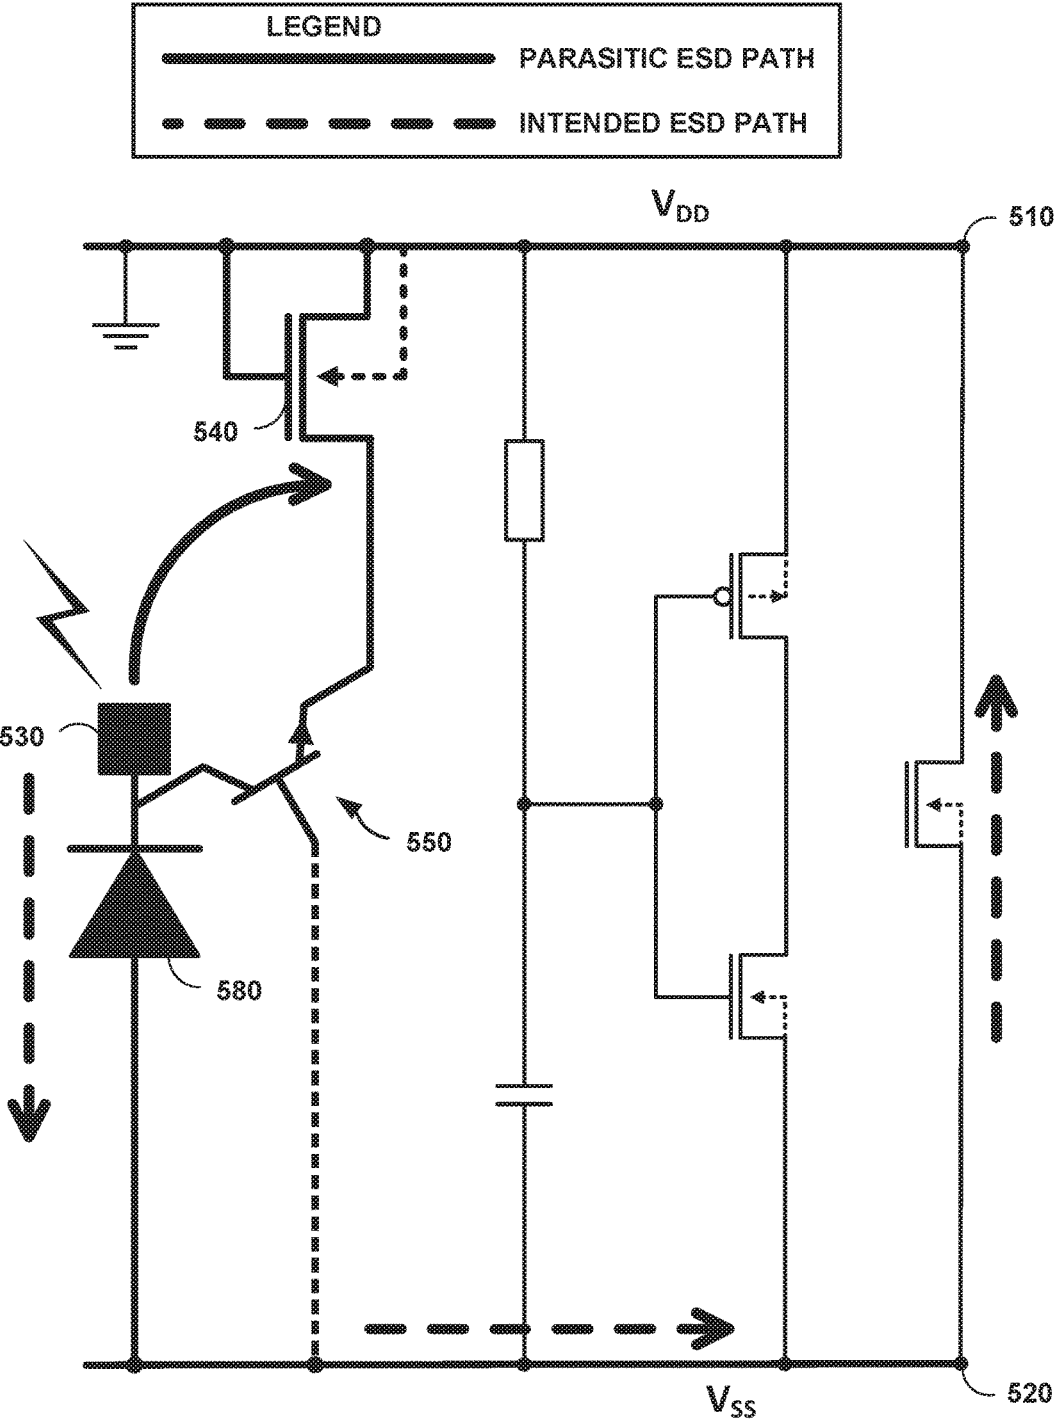 LEGEND
PARASITIC ESD PATH
INTENDED ESD PATH
VDD
510
540
530
550
580
520
VSS